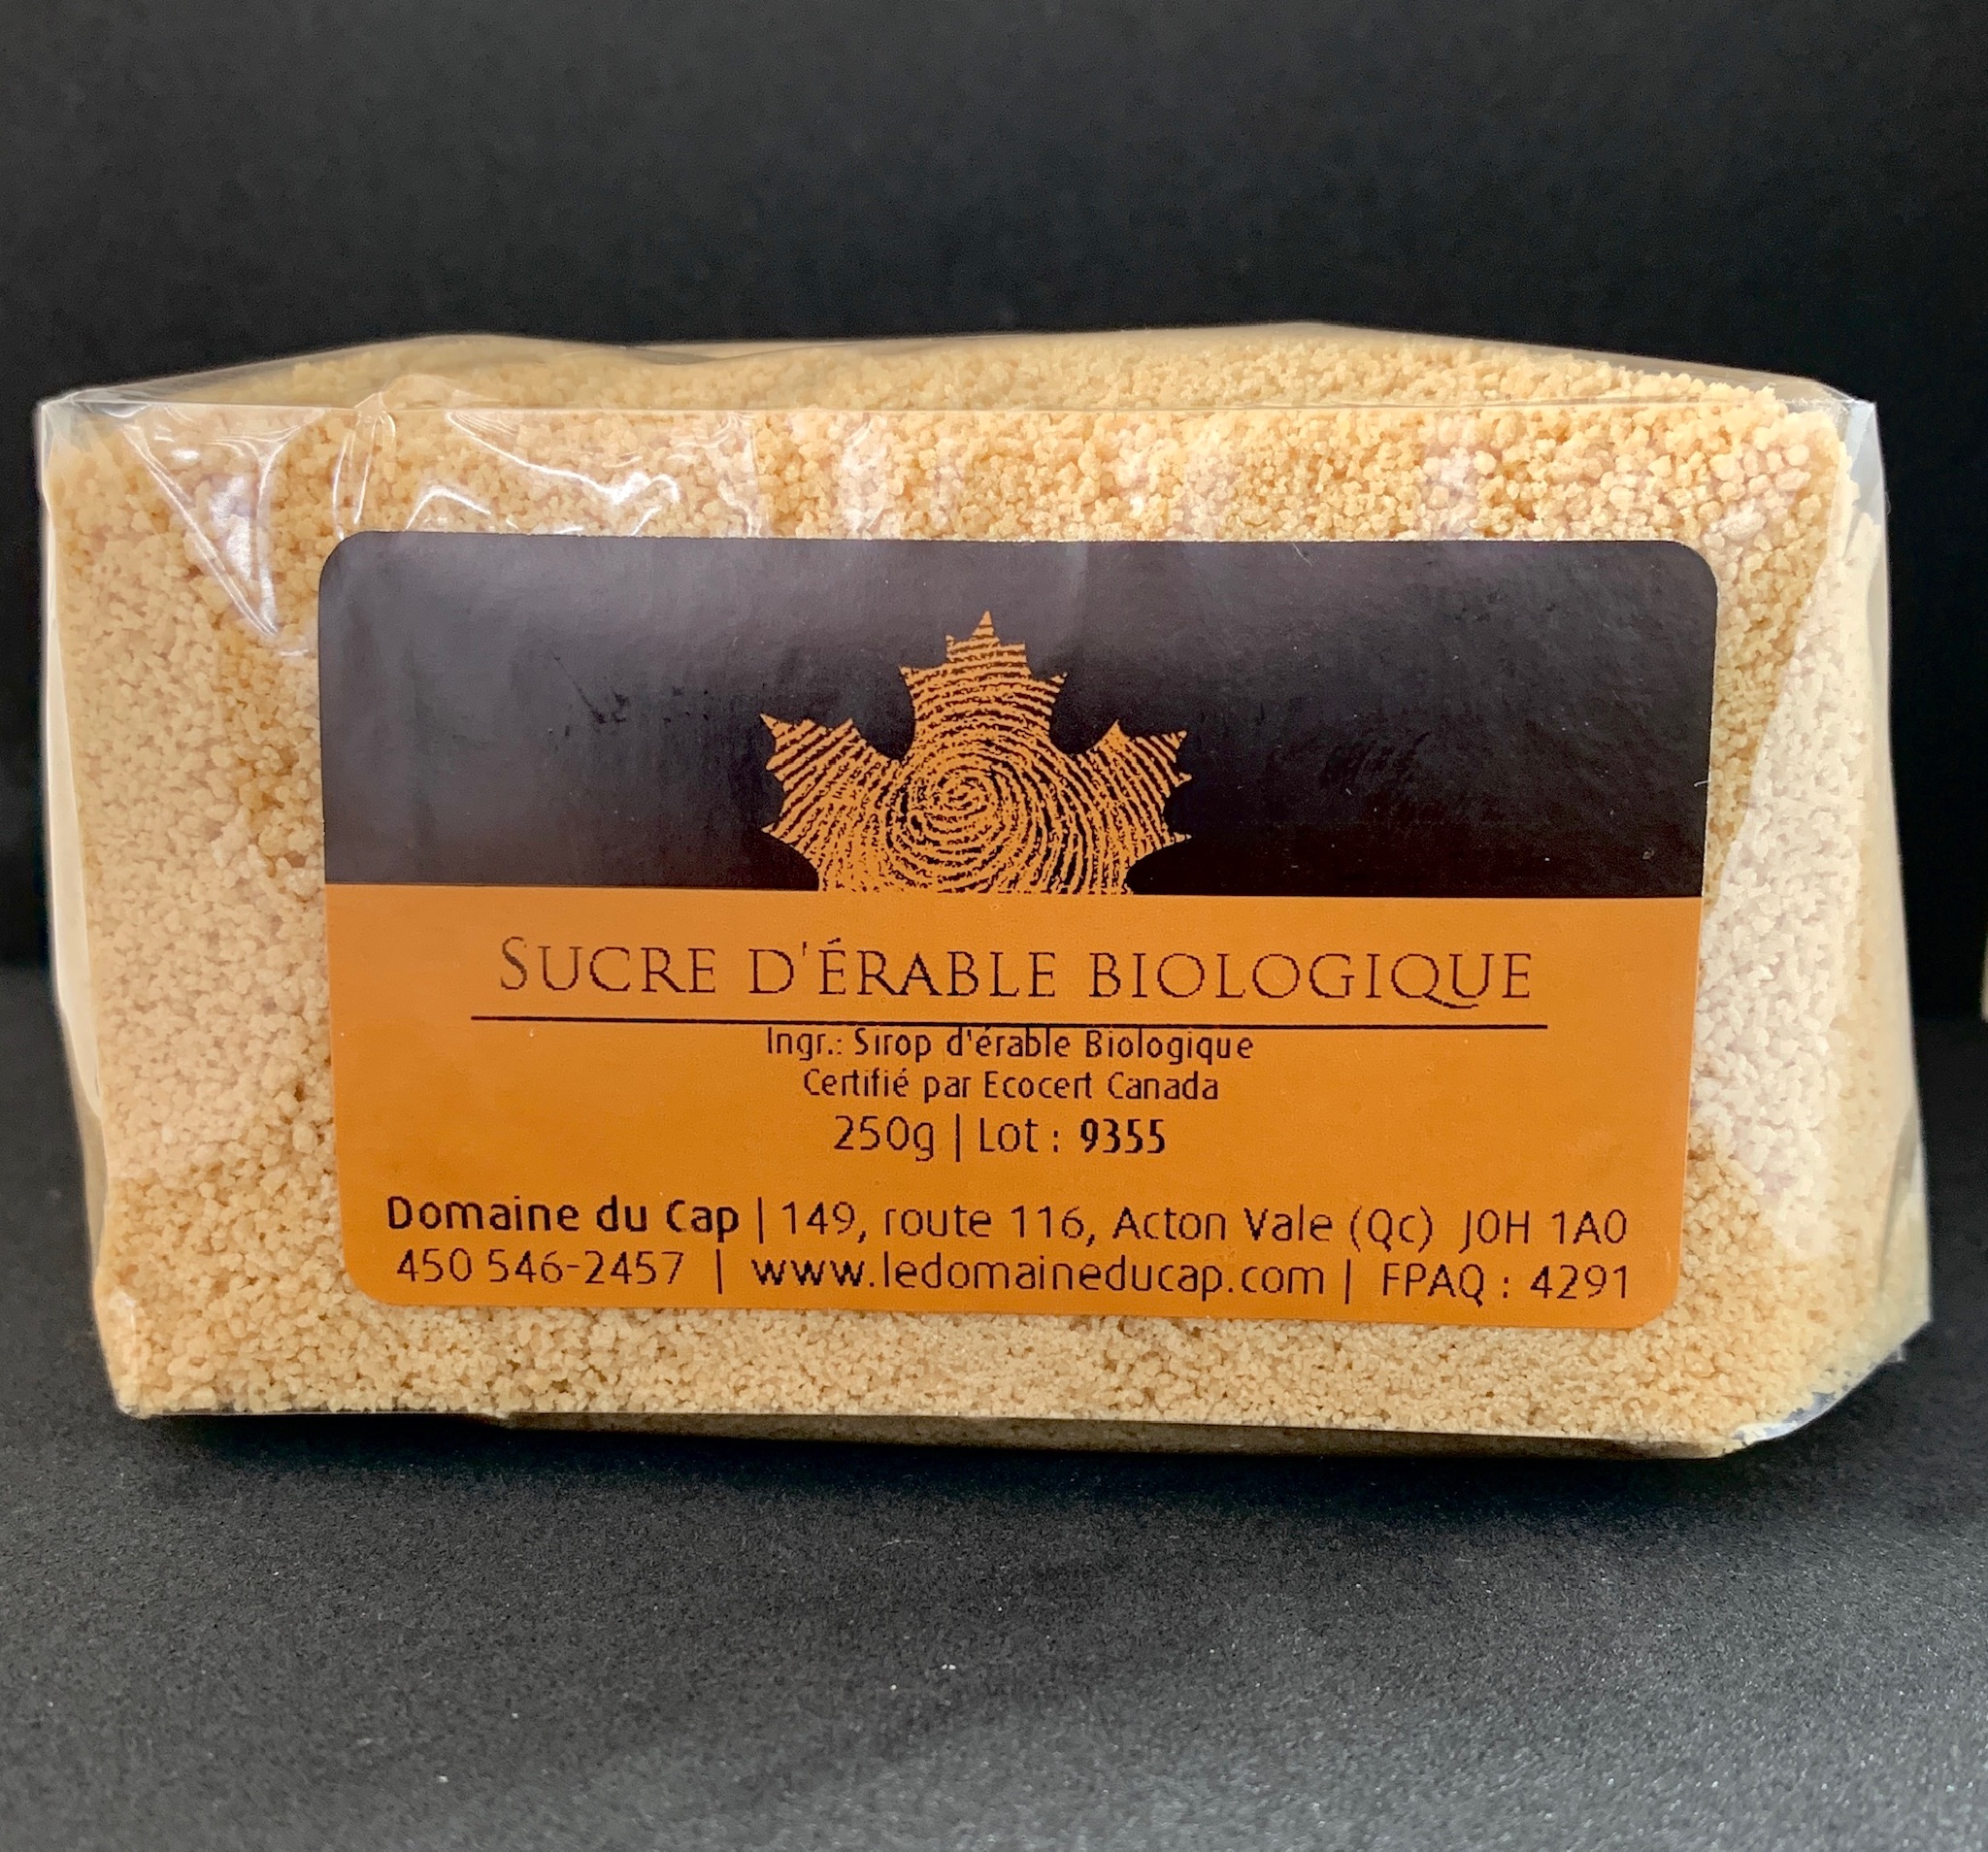 SUCRE D'ÉRABLE BIOLOGIQUE
Ingr.: Sirop d'érable Biologique
Certifié par Ecocert Canada
250g | Lot : 9355
Domaine du Cap | 149, route 116, Acton Vale (Qc) J0H 1A0
450 546-2457 | www.ledomaineducap.com | FPAQ : 4291